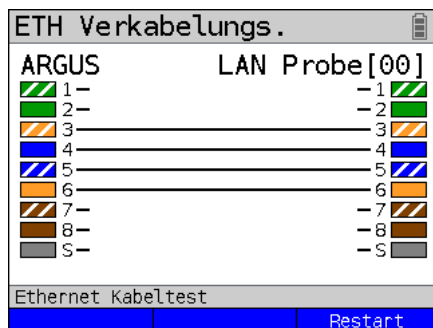 ETH Verkabelungs.
ARGUS LAN Probe[00]
1 1
2 2
3 3
4 4
5 5
6 6
7 7
8 8
S S
Ethernet Kabeltest
Restart